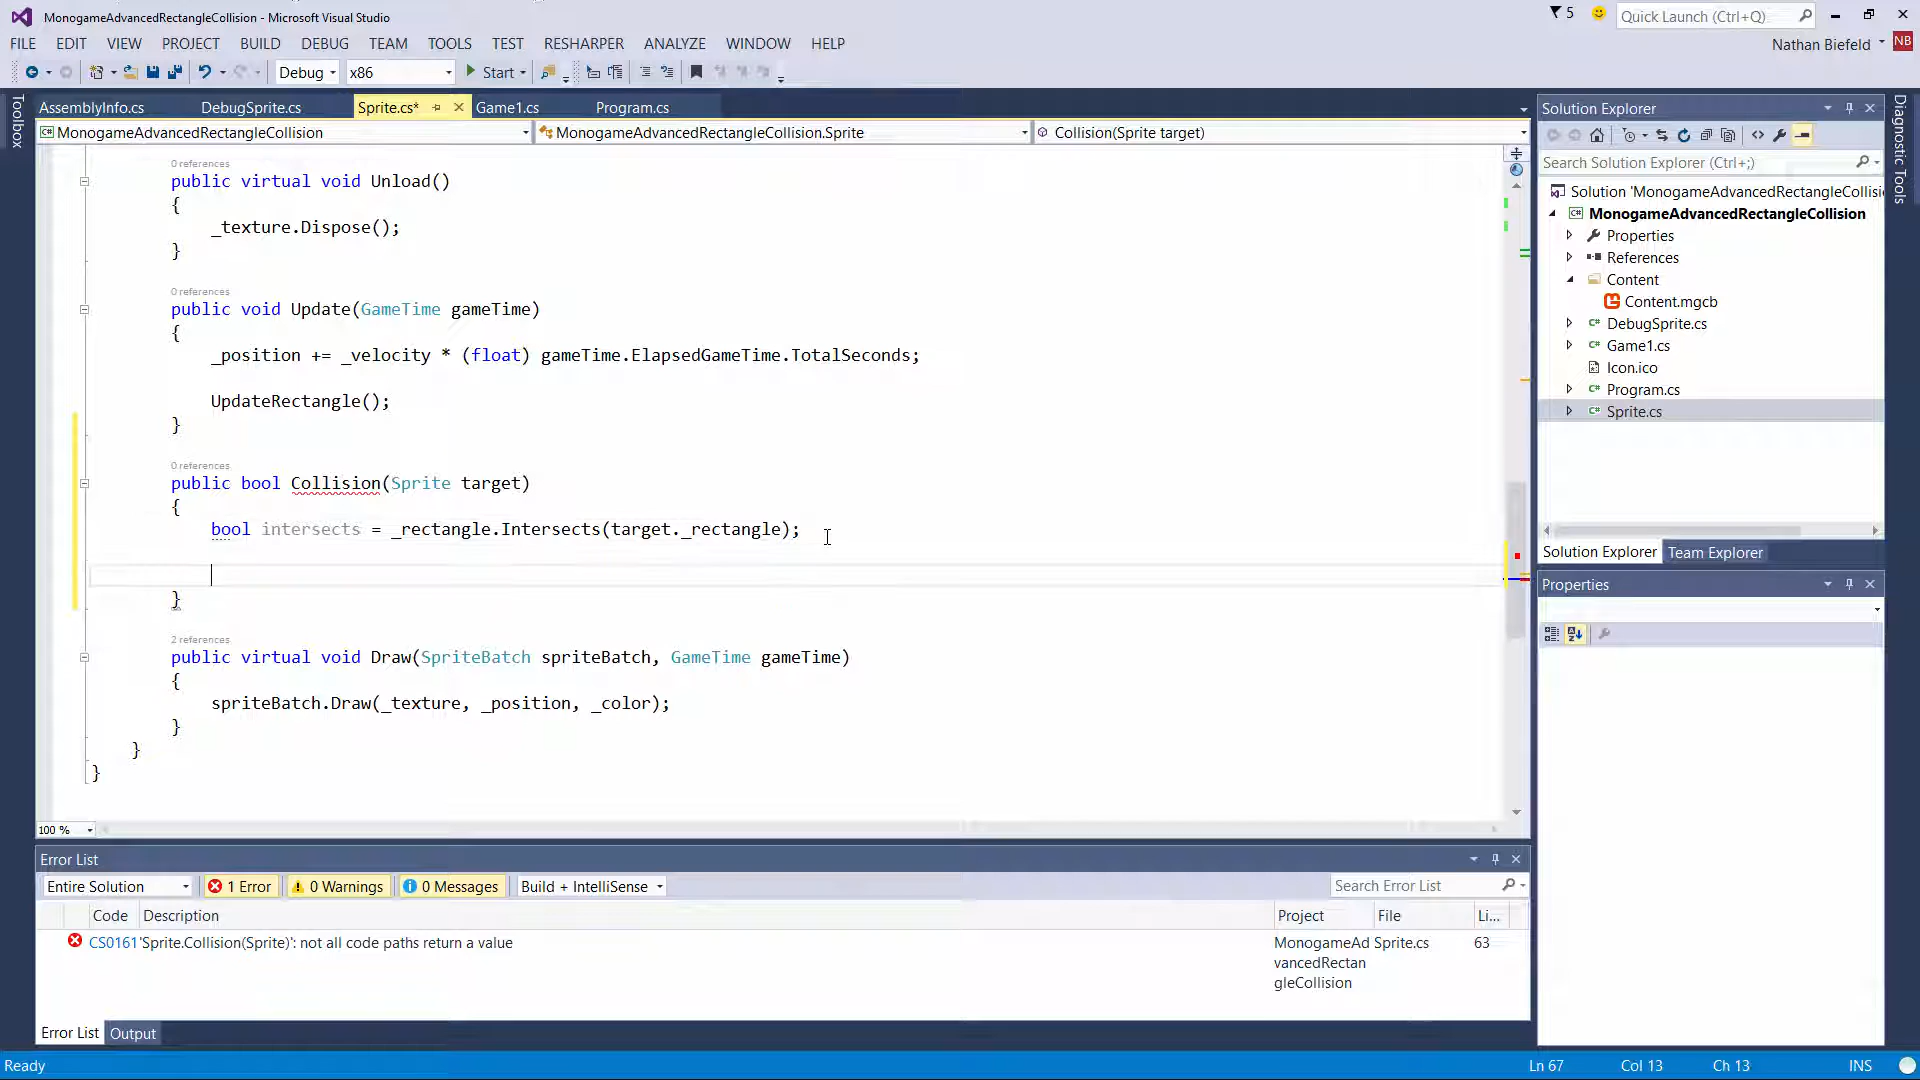 MonogameAdvancedRectangleCollision - Microsoft Visual Studio
5
Quick Launch (Ctrl+Q)
FILE EDIT VIEW PROJECT BUILD DEBUG TEAM TOOLS TEST RESHARPER ANALYZE WINDOW HELP
Nathan Biefeld NB
Debug x86 Start
Toolbox
AssemblyInfo.cs DebugSprite.cs Sprite.cs* Game1.cs Program.cs
MonogameAdvancedRectangleCollision MonogameAdvancedRectangleCollision.Sprite Collision(Sprite target)
0 references
public virtual void Unload()
{
_texture.Dispose();
}
0 references
public void Update(GameTime gameTime)
{
_position += _velocity * (float) gameTime.ElapsedGameTime.TotalSeconds;
UpdateRectangle();
}
0 references
public bool Collision(Sprite target)
{
bool intersects = _rectangle.Intersects(target._rectangle);
}
2 references
public virtual void Draw(SpriteBatch spriteBatch, GameTime gameTime)
{
spriteBatch.Draw(_texture, _position, _color);
}
}
}
100 %
Solution Explorer
Search Solution Explorer (Ctrl+;)
Solution 'MonogameAdvancedRectangleCollisi
MonogameAdvancedRectangleCollision
Properties
References
Content
Content.mgcb
DebugSprite.cs
Game1.cs
Icon.ico
Program.cs
Sprite.cs
Solution Explorer Team Explorer
Properties
Diagnostic Tools
Error List
Entire Solution 1 Error 0 Warnings 0 Messages Build + IntelliSense Search Error List
Code Description Project File Li...
CS0161 'Sprite.Collision(Sprite)': not all code paths return a value MonogameAd Sprite.cs 63
vancedRectan
gleCollision
Error List Output
Ready Ln 67 Col 13 Ch 13 INS